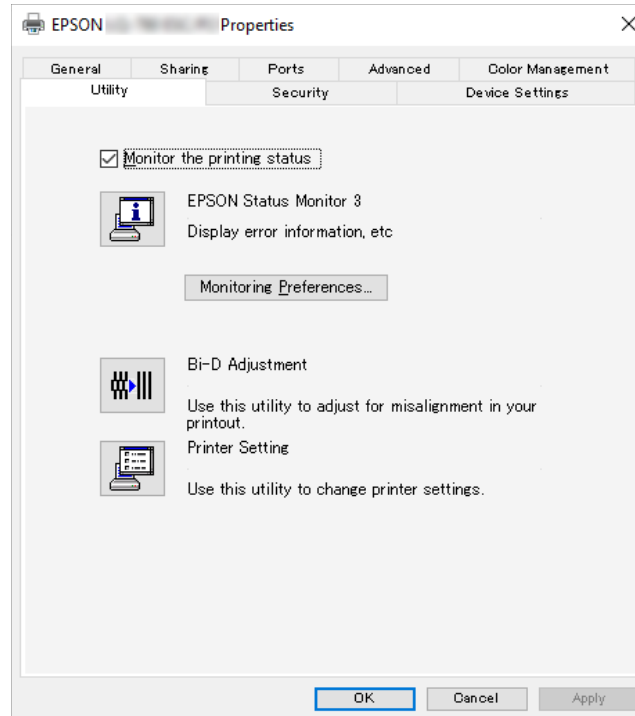 EPSON Properties
General Sharing Ports Advanced Color Management
Utility Security Device Settings
Monitor the printing status
EPSON Status Monitor 3
Display error information, etc
Monitoring Preferences...
Bi-D Adjustment
Use this utility to adjust for misalignment in your
printout.
Printer Setting
Use this utility to change printer settings.
OK Cancel Apply